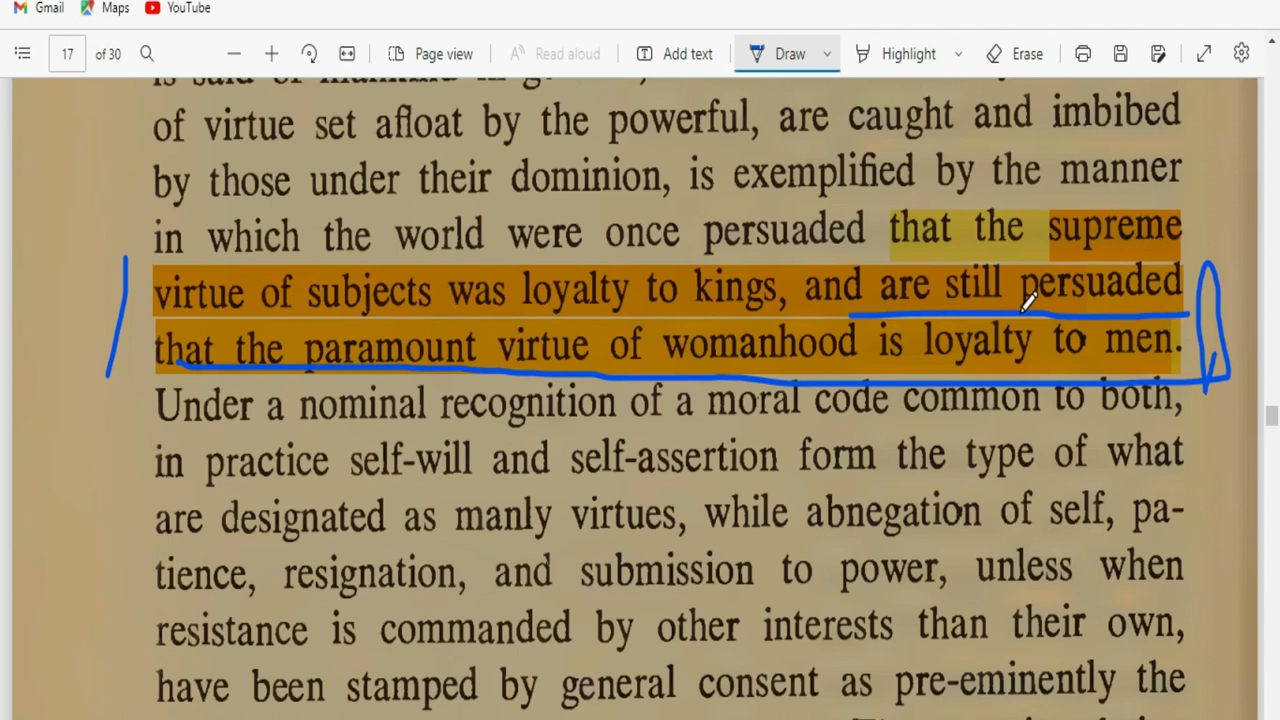 Gmail Maps YouTube
17 of 30 Page view Read aloud Add text Draw Highlight Erase
of virtue set afloat by the powerful, are caught and imbibed
by those under their dominion, is exemplified by the manner
in which the world were once persuaded that the supreme
virtue of subjects was loyalty to kings, and are still persuaded
that the paramount virtue of womanhood is loyalty to men.
Under a nominal recognition of a moral code common to both,
in practice self-will and self-assertion form the type of what
are designated as manly virtues, while abnegation of self, pa-
tience, resignation, and submission to power, unless when
resistance is commanded by other interests than their own,
have been stamped by general consent as pre-eminently the